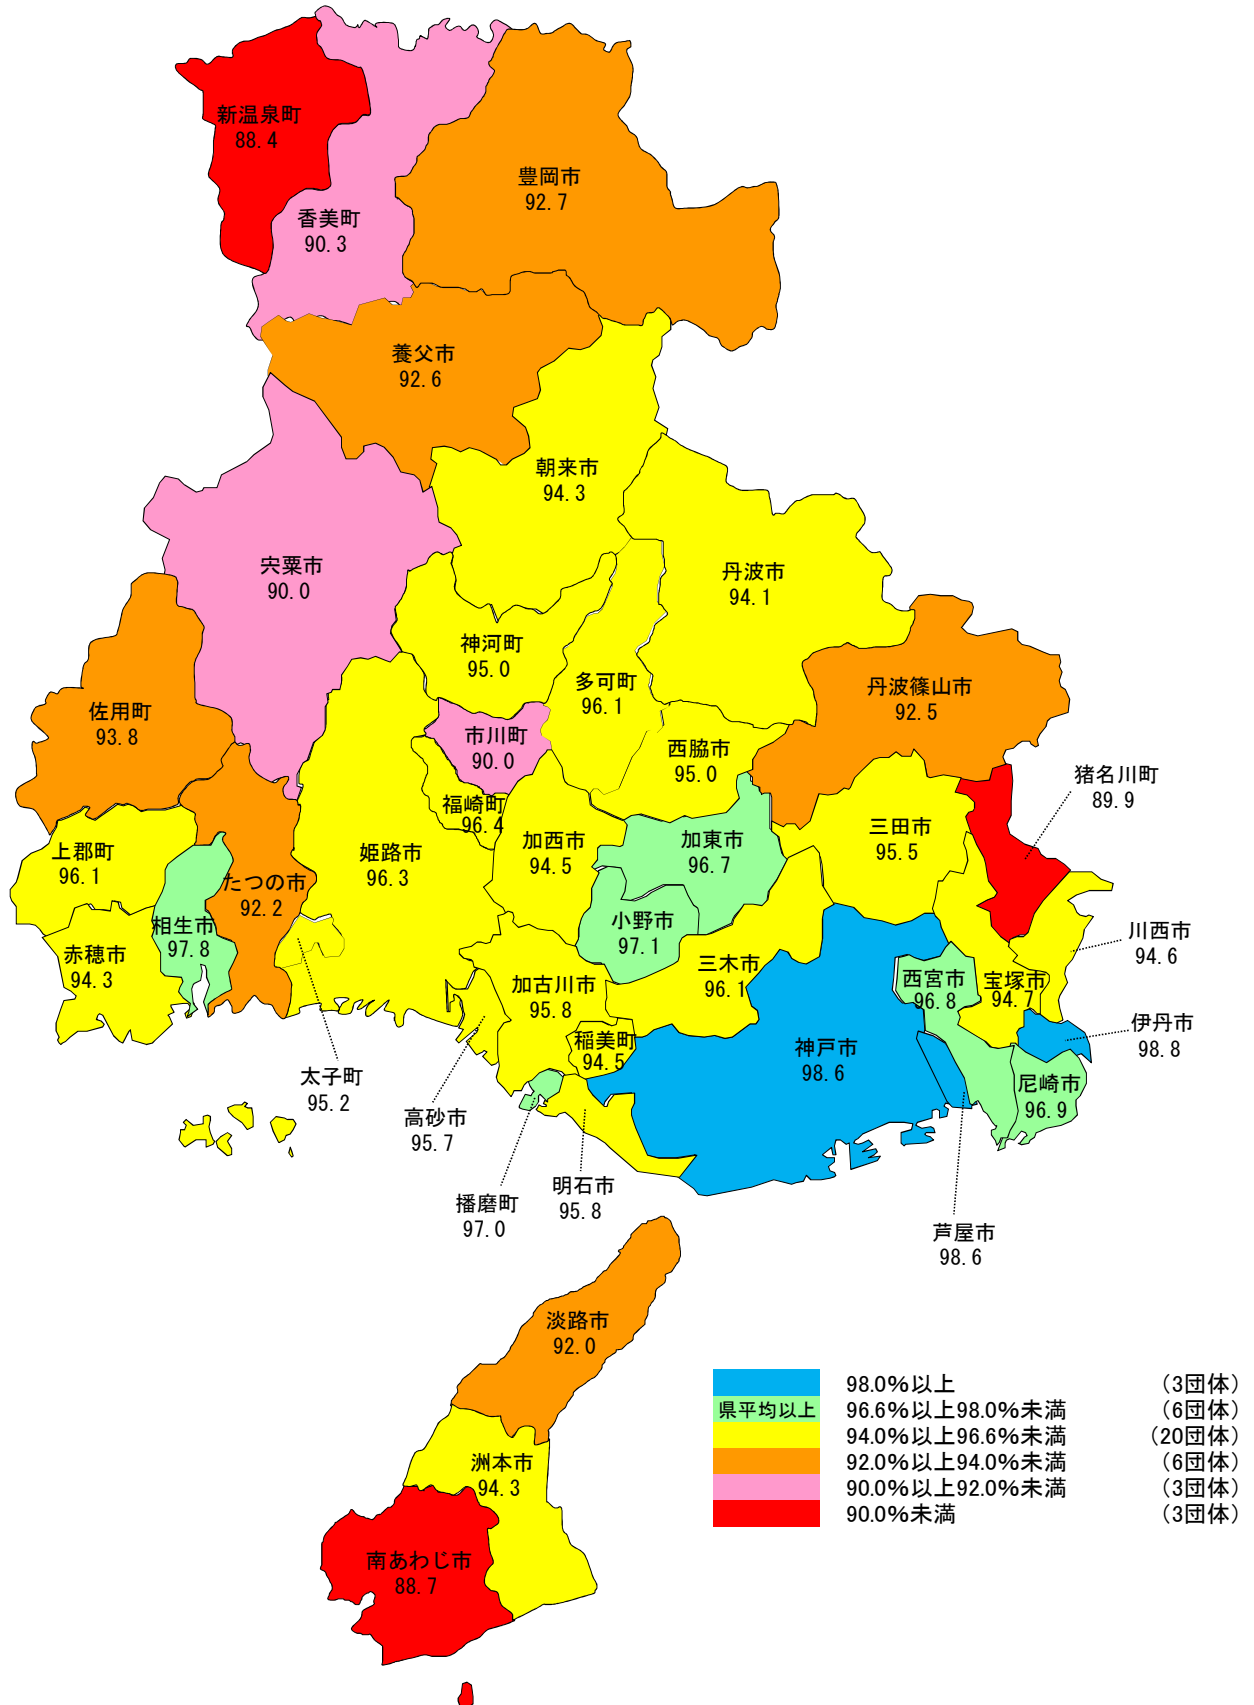 新温泉町
88.4
香美町
90.3
豊岡市
92.7
養父市
92.6
朝来市
94.3
宍粟市
90.0
丹波市
94.1
神河町
95.0
多可町
96.1
丹波篠山市
92.5
佐用町
93.8
市川町
90.0
西脇市
95.0
猪名川町
89.9
福崎町
96.4
加西市
94.5
加東市
96.7
三田市
95.5
上郡町
96.1
姫路市
96.3
たつの市
92.2
相生市
97.8
小野市
97.1
赤穂市
94.3
川西市
94.6
三木市
96.1
西宮市
96.8
宝塚市
94.7
加古川市
95.8
稲美町
94.5
神戸市
98.6
伊丹市
98.8
尼崎市
96.9
太子町
95.2
高砂市
95.7
播磨町
97.0
明石市
95.8
芦屋市
98.6
淡路市
92.0
洲本市
94.3
南あわじ市
88.7
98.0%以上 (3団体)
県平均以上 96.6%以上98.0%未満 (6団体)
94.0%以上96.6%未満 (20団体)
92.0%以上94.0%未満 (6団体)
90.0%以上92.0%未満 (3団体)
90.0%未満 (3団体)